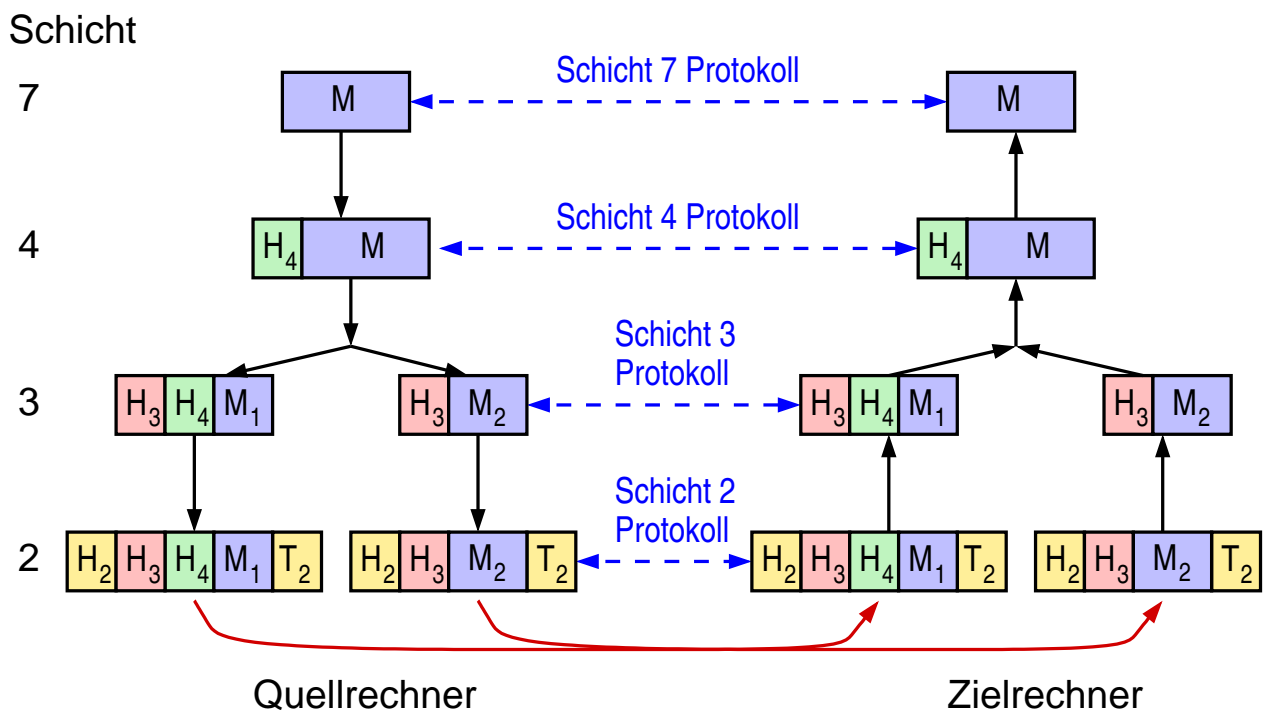 Schicht
7 M Schicht 7 Protokoll M
4 H₄ M Schicht 4 Protokoll H₄ M
Schicht 3
Protokoll
3 H₃ H₄ M₁ H₃ M₂ H₃ H₄ M₁ H₃ M₂
Schicht 2
Protokoll
2 H₂ H₃ H₄ M₁ T₂ H₂ H₃ M₂ T₂ H₂ H₃ H₄ M₁ T₂ H₂ H₃ M₂ T₂
Quellrechner Zielrechner